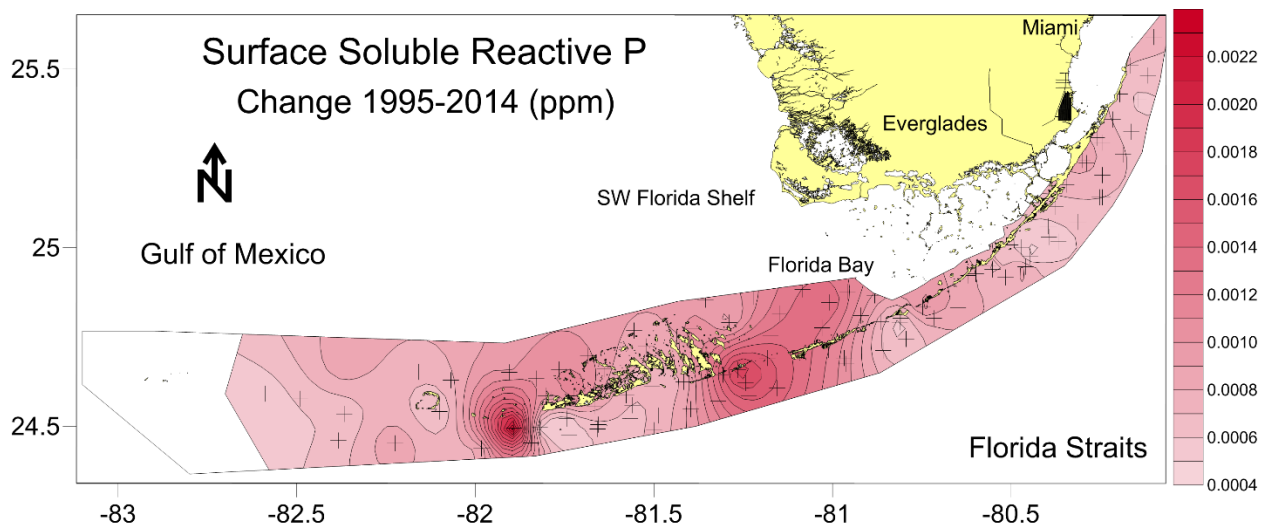 Surface Soluble Reactive P
Change 1995-2014 (ppm)
N
Gulf of Mexico
SW Florida Shelf
Florida Bay
Everglades
Miami
Florida Straits
25.5
25
24.5
-83
-82.5
-82
-81.5
-81
-80.5
0.0022
0.0020
0.0018
0.0016
0.0014
0.0012
0.0010
0.0008
0.0006
0.0004